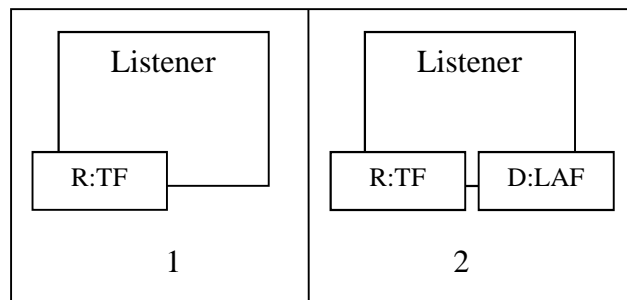 Listener
R:TF
1
Listener
R:TF
D:LAF
2